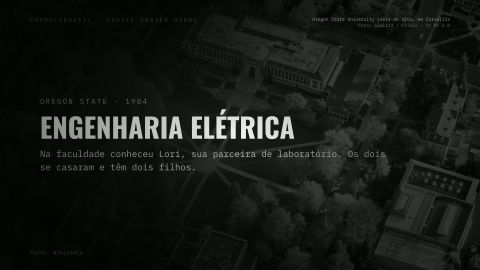 Oregon State University vista do alto, em Corvallis
OREGON STATE · 1984
ENGENHARIA ELÉTRICA
Na faculdade conheceu Lori, sua parceira de laboratório. Os dois
se casaram e têm dois filhos.
Fonte: Wikipédia